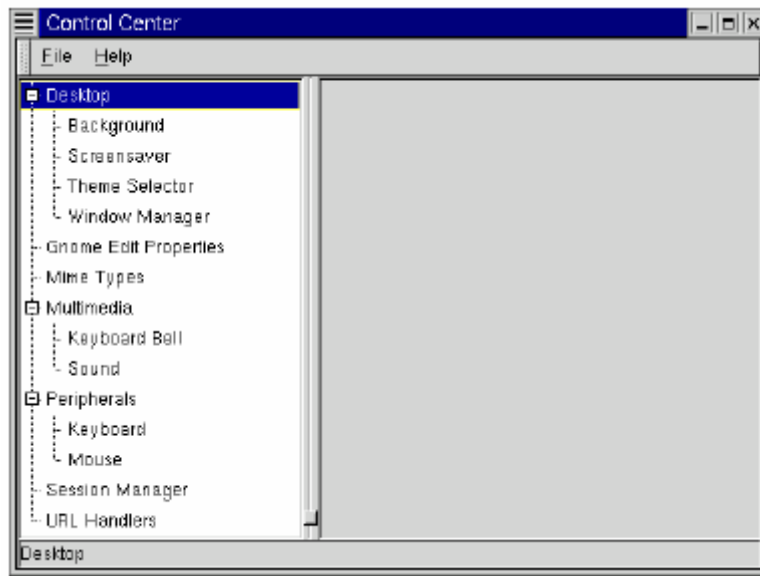 Control Center
File Help
Desktop
Background
Screensaver
Theme Selector
Window Manager
Gnome Edit Properties
Mime Types
Multimedia
Keyboard Bell
Sound
Peripherals
Keyboard
Mouse
Session Manager
URL Handlers
Desktop